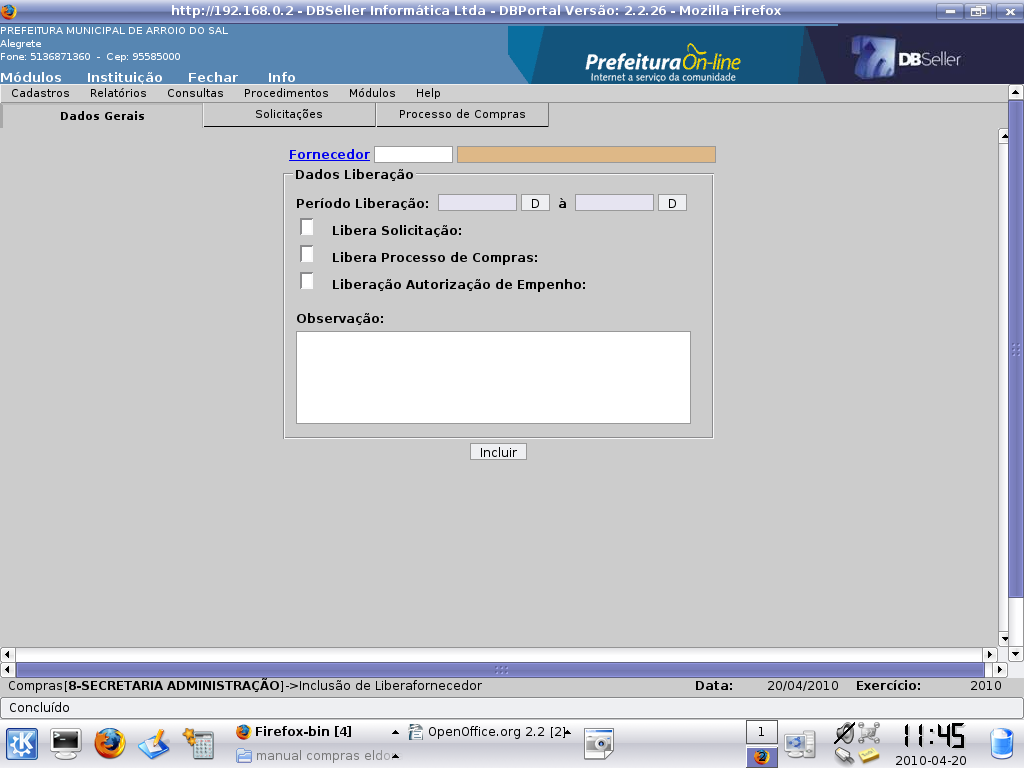 http://192.168.0.2 - DBSeller Informática Ltda - DBPortal Versão: 2.2.26 - Mozilla Firefox
PREFEITURA MUNICIPAL DE ARROIO DO SAL
Alegrete
Fone: 5136871360 - Cep: 95585000
Módulos Instituição Fechar Info
Prefeitura On-line
Internet a serviço da comunidade
DBSeller
Cadastros Relatórios Consultas Procedimentos Módulos Help
Dados Gerais Solicitações Processo de Compras
Fornecedor
Dados Liberação
Período Liberação: D à D
Libera Solicitação:
Libera Processo de Compras:
Liberação Autorização de Empenho:
Observação:
Incluir
Compras[8-SECRETARIA ADMINISTRAÇÃO]->Inclusão de Liberafornecedor Data: 20/04/2010 Exercício: 2010
Concluído
Firefox-bin [4] OpenOffice.org 2.2 [2] 1 11:45
manual compras eldo 2010-04-20